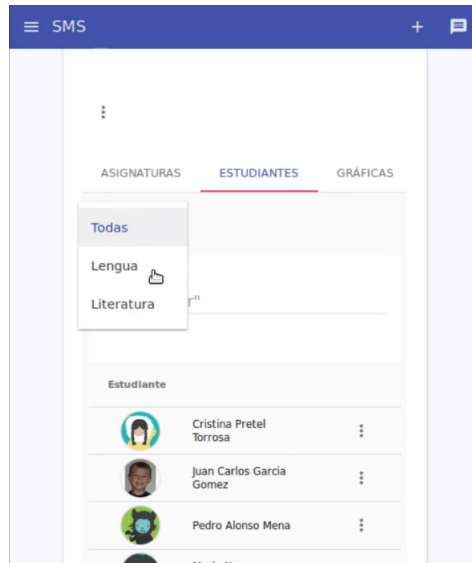 SMS
ASIGNATURAS ESTUDIANTES GRÁFICAS
Todas
Lengua
Literatura
r"
Estudiante
Cristina Pretel
Torrosa
Juan Carlos Garcia
Gomez
Pedro Alonso Mena